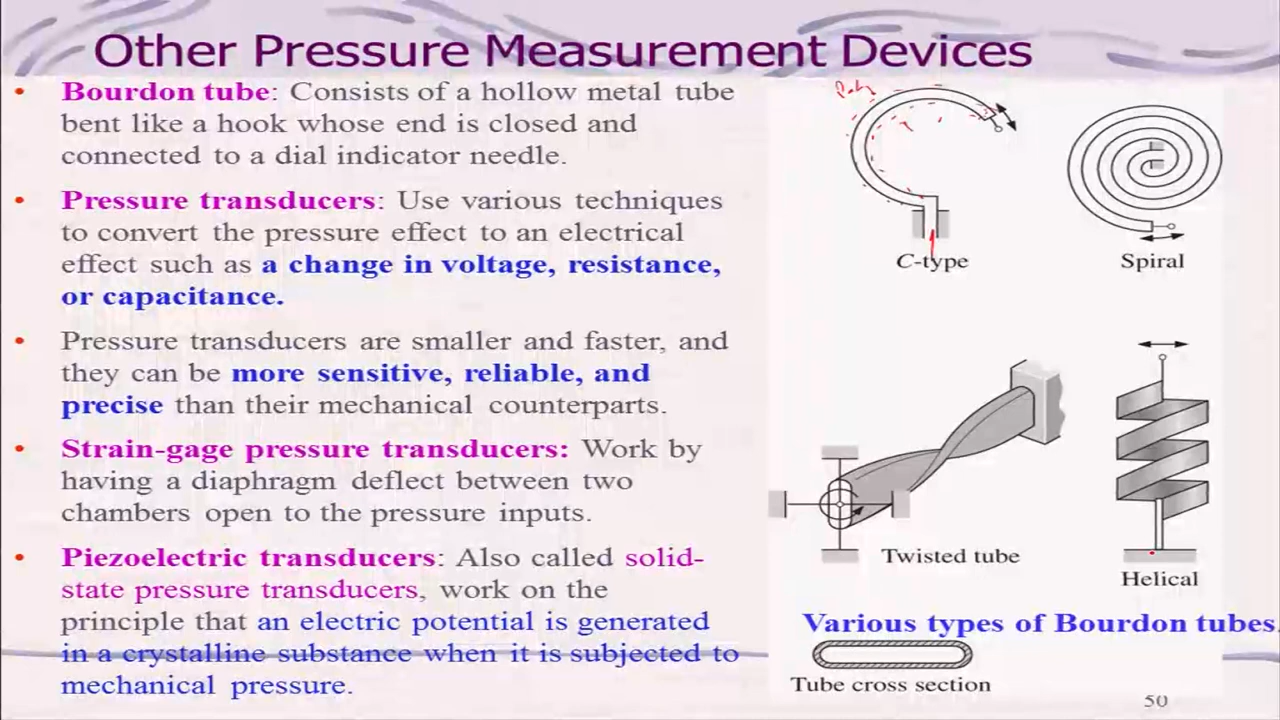 Other Pressure Measurement Devices
• Bourdon tube: Consists of a hollow metal tube
bent like a hook whose end is closed and
connected to a dial indicator needle.
• Pressure transducers: Use various techniques
to convert the pressure effect to an electrical
effect such as a change in voltage, resistance,
or capacitance.
• Pressure transducers are smaller and faster, and
they can be more sensitive, reliable, and
precise than their mechanical counterparts.
• Strain-gage pressure transducers: Work by
having a diaphragm deflect between two
chambers open to the pressure inputs.
• Piezoelectric transducers: Also called solid-
state pressure transducers, work on the
principle that an electric potential is generated
in a crystalline substance when it is subjected to
mechanical pressure.
C-type
Spiral
Twisted tube
Helical
Various types of Bourdon tubes.
Tube cross section
50